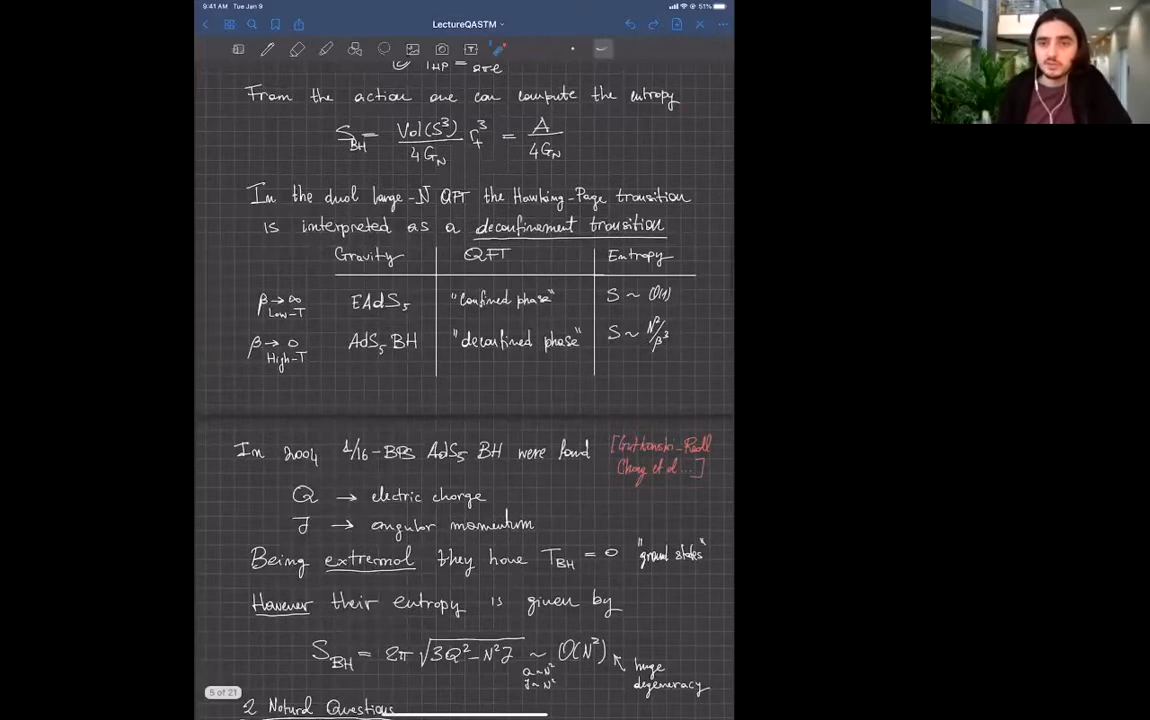 9:41 AM Tue Jan 9
51%
LectureQASTM
From the action one can compute the entropy
S_BH = Vol(S³)/4G_N r₊³ = A/4G_N
In the dual large-N QFT the Hawking-Page transition
is interpreted as a deconfinement transition
Gravity QFT Entropy
β→∞ Low-T EAdS₅ "confined phase" S ~ O(1)
β→0 High-T AdS₅ BH "deconfined phase" S ~ N²/β³
In 2004 1/16-BPS AdS₅ BH were found [Gutowski-Reall
Chong et al...]
Q → electric charge
J → angular momentum
Being extremal they have T_BH = 0 "ground states"
However their entropy is given by
S_BH = 2π √3Q²-N²J ~ O(N²) huge
Q~N²
J~N²
degeneracy
5 of 21
2 Natural Questions